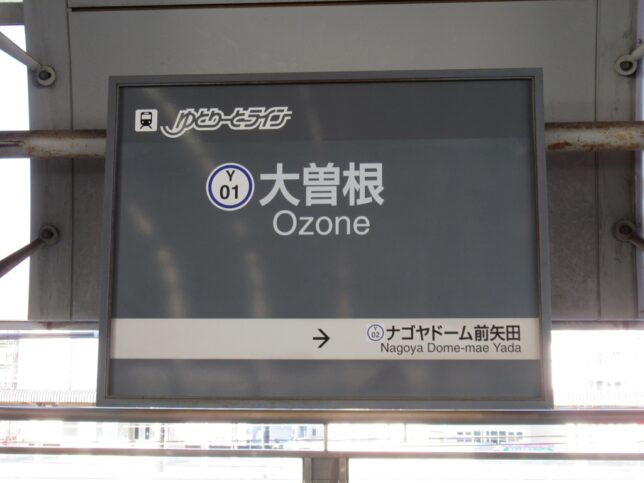 ゆとりーとライン
Y
01
大曽根
Ozone
→ Y
02
ナゴヤドーム前矢田
Nagoya Dome-mae Yada